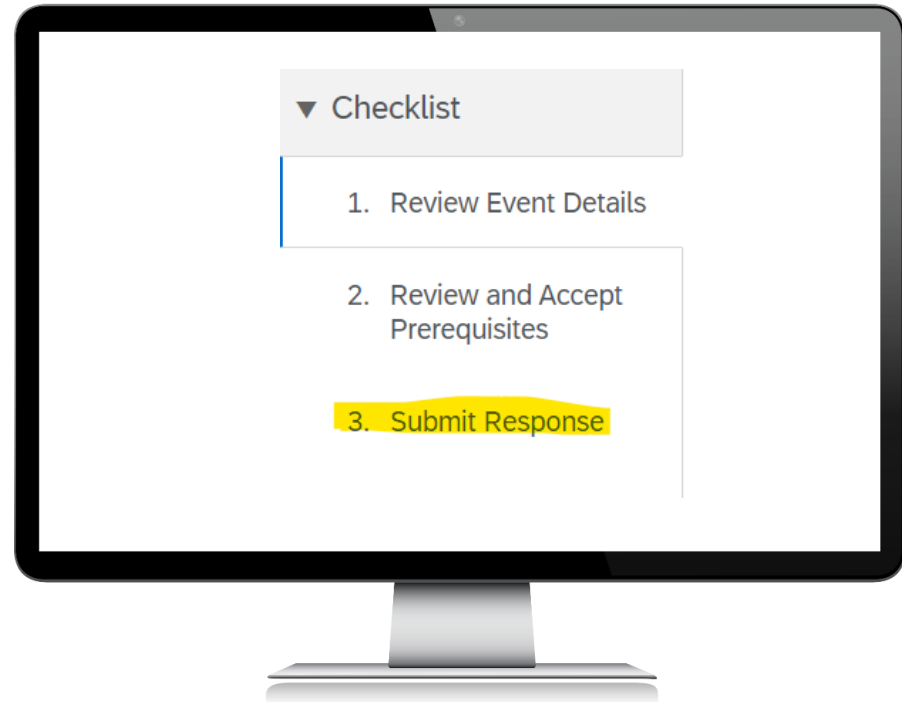 Checklist
1. Review Event Details
2. Review and Accept
Prerequisites
3. Submit Response